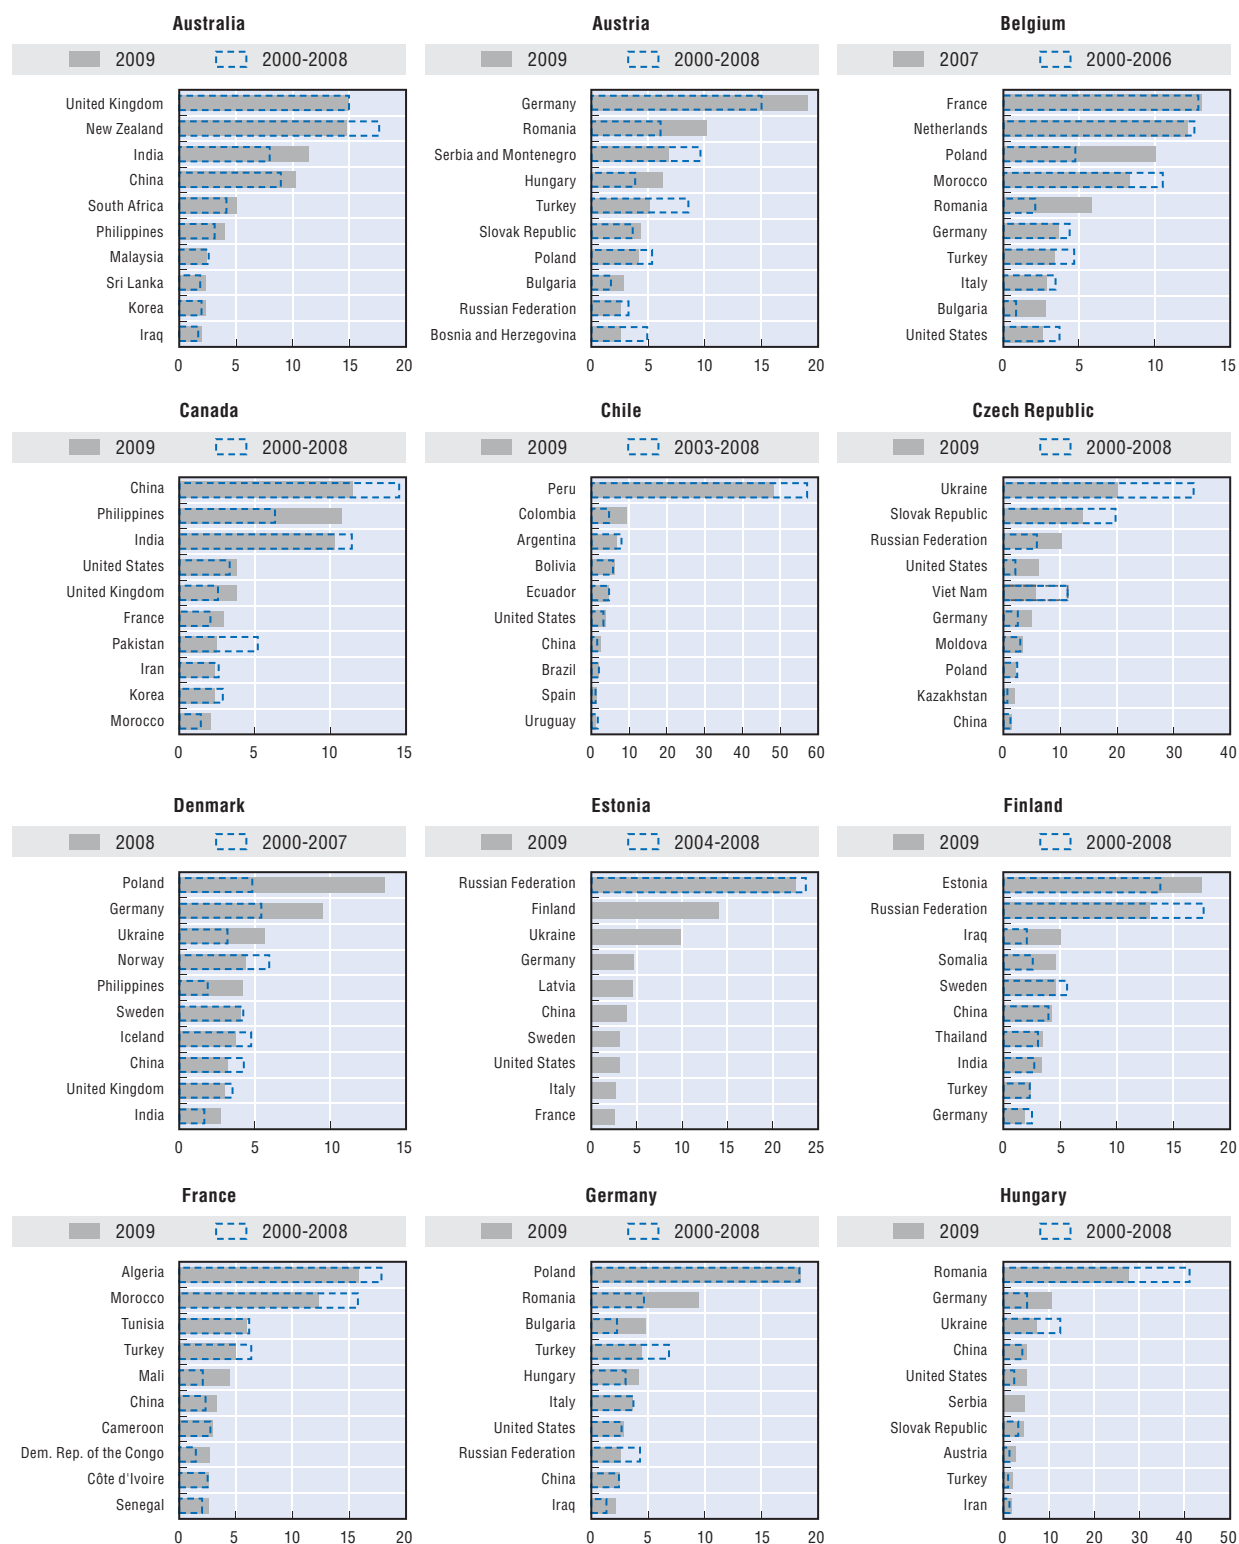 Australia
2009 2000-2008
United Kingdom
New Zealand
India
China
South Africa
Philippines
Malaysia
Sri Lanka
Korea
Iraq
0 5 10 15 20
Austria
2009 2000-2008
Germany
Romania
Serbia and Montenegro
Hungary
Turkey
Slovak Republic
Poland
Bulgaria
Russian Federation
Bosnia and Herzegovina
0 5 10 15 20
Belgium
2007 2000-2006
France
Netherlands
Poland
Morocco
Romania
Germany
Turkey
Italy
Bulgaria
United States
0 5 10 15
Canada
2009 2000-2008
China
Philippines
India
United States
United Kingdom
France
Pakistan
Iran
Korea
Morocco
0 5 10 15
Chile
2009 2003-2008
Peru
Colombia
Argentina
Bolivia
Ecuador
United States
China
Brazil
Spain
Uruguay
0 10 20 30 40 50 60
Czech Republic
2009 2000-2008
Ukraine
Slovak Republic
Russian Federation
United States
Viet Nam
Germany
Moldova
Poland
Kazakhstan
China
0 10 20 30 40
Denmark
2008 2000-2007
Poland
Germany
Ukraine
Norway
Philippines
Sweden
Iceland
China
United Kingdom
India
0 5 10 15
Estonia
2009 2004-2008
Russian Federation
Finland
Ukraine
Germany
Latvia
China
Sweden
United States
Italy
France
0 5 10 15 20 25
Finland
2009 2000-2008
Estonia
Russian Federation
Iraq
Somalia
Sweden
China
Thailand
India
Turkey
Germany
0 5 10 15 20
France
2009 2000-2008
Algeria
Morocco
Tunisia
Turkey
Mali
China
Cameroon
Dem. Rep. of the Congo
Côte d'Ivoire
Senegal
0 5 10 15 20
Germany
2009 2000-2008
Poland
Romania
Bulgaria
Turkey
Hungary
Italy
United States
Russian Federation
China
Iraq
0 5 10 15 20
Hungary
2009 2000-2008
Romania
Germany
Ukraine
China
United States
Serbia
Slovak Republic
Austria
Turkey
Iran
0 10 20 30 40 50